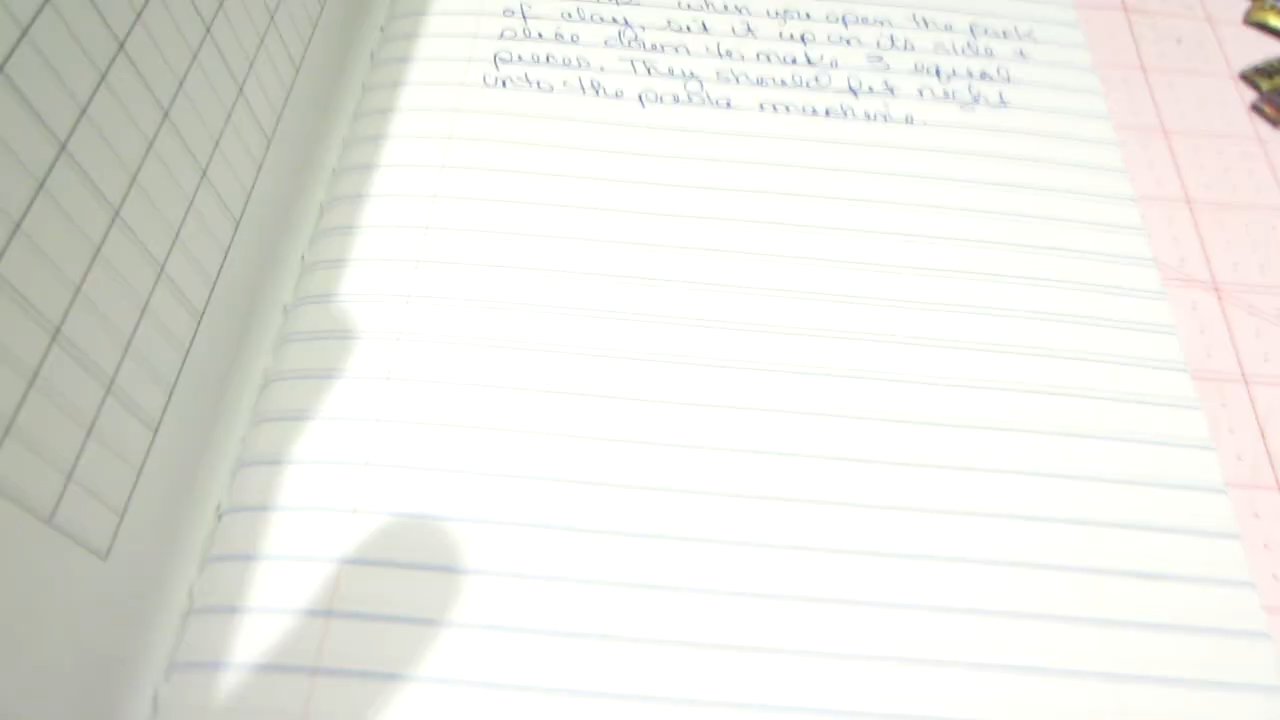 when you open the pack
of clay, set it up on its side &
slice down to make 3 equal
pieces. They should fit right
into the pasta machine.